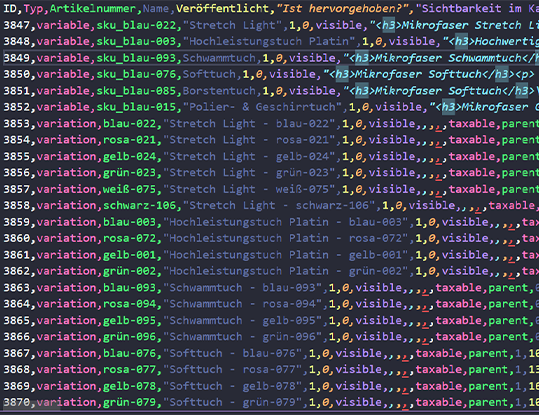 ID,Typ,Artikelnummer,Name,Veröffentlicht,"Ist hervorgehoben?","Sichtbarkeit im Ka
3847,variable,sku_blau-022,"Stretch Light",1,0,visible,"<h3>Mikrofaser Stretch Li
3848,variable,sku_blau-003,"Hochleistungstuch Platin",1,0,visible,"<h3>Hochwertig
3849,variable,sku_blau-093,Schwammtuch,1,0,visible,"<h3>Mikrofaser Schwammtuch</h
3850,variable,sku_blau-076,Softtuch,1,0,visible,"<h3>Mikrofaser Softtuch</h3><p>
3851,variable,sku_blau-085,Borstentuch,1,0,visible,"<h3>Mikrofaser Softtuch</h3>
3852,variable,sku_blau-015,"Polier- & Geschirrtuch",1,0,visible,"<h3>Mikrofaser
3853,variation,blau-022,"Stretch Light - blau-022",1,0,visible,,,,,taxable,parent
3854,variation,rosa-021,"Stretch Light - rosa-021",1,0,visible,,,,,taxable,parent
3855,variation,gelb-024,"Stretch Light - gelb-024",1,0,visible,,,,,taxable,parent
3856,variation,grün-023,"Stretch Light - grün-023",1,0,visible,,,,,taxable,parent
3857,variation,weiß-075,"Stretch Light - weiß-075",1,0,visible,,,,,taxable,parent
3858,variation,schwarz-106,"Stretch Light - schwarz-106",1,0,visible,,,,,taxable,
3859,variation,blau-003,"Hochleistungstuch Platin - blau-003",1,0,visible,,,,,tax
3860,variation,rosa-072,"Hochleistungstuch Platin - rosa-072",1,0,visible,,,,,tax
3861,variation,gelb-001,"Hochleistungstuch Platin - gelb-001",1,0,visible,,,,,tax
3862,variation,grün-002,"Hochleistungstuch Platin - grün-002",1,0,visible,,,,,tax
3863,variation,blau-093,"Schwammtuch - blau-093",1,0,visible,,,,,taxable,parent,0
3864,variation,rosa-094,"Schwammtuch - rosa-094",1,0,visible,,,,,taxable,parent,
3865,variation,gelb-095,"Schwammtuch - gelb-095",1,0,visible,,,,,taxable,parent,
3866,variation,grün-096,"Schwammtuch - grün-096",1,0,visible,,,,,taxable,parent,
3867,variation,blau-076,"Softtuch - blau-076",1,0,visible,,,,,taxable,parent,1,10
3868,variation,rosa-077,"Softtuch - rosa-077",1,0,visible,,,,,taxable,parent,1,13
3869,variation,gelb-078,"Softtuch - gelb-078",1,0,visible,,,,,taxable,parent,1,16
3870,variation,grün-079,"Softtuch - grün-079",1,0,visible,,,,,taxable,parent,1,10